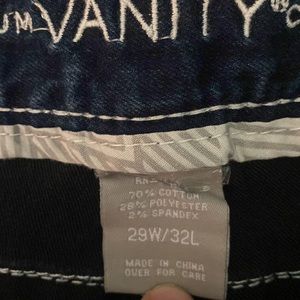 VANITY
70% COTTON
28% POLYESTER
2% SPANDEX
29W/32L
MADE IN CHINA
OVER FOR CARE